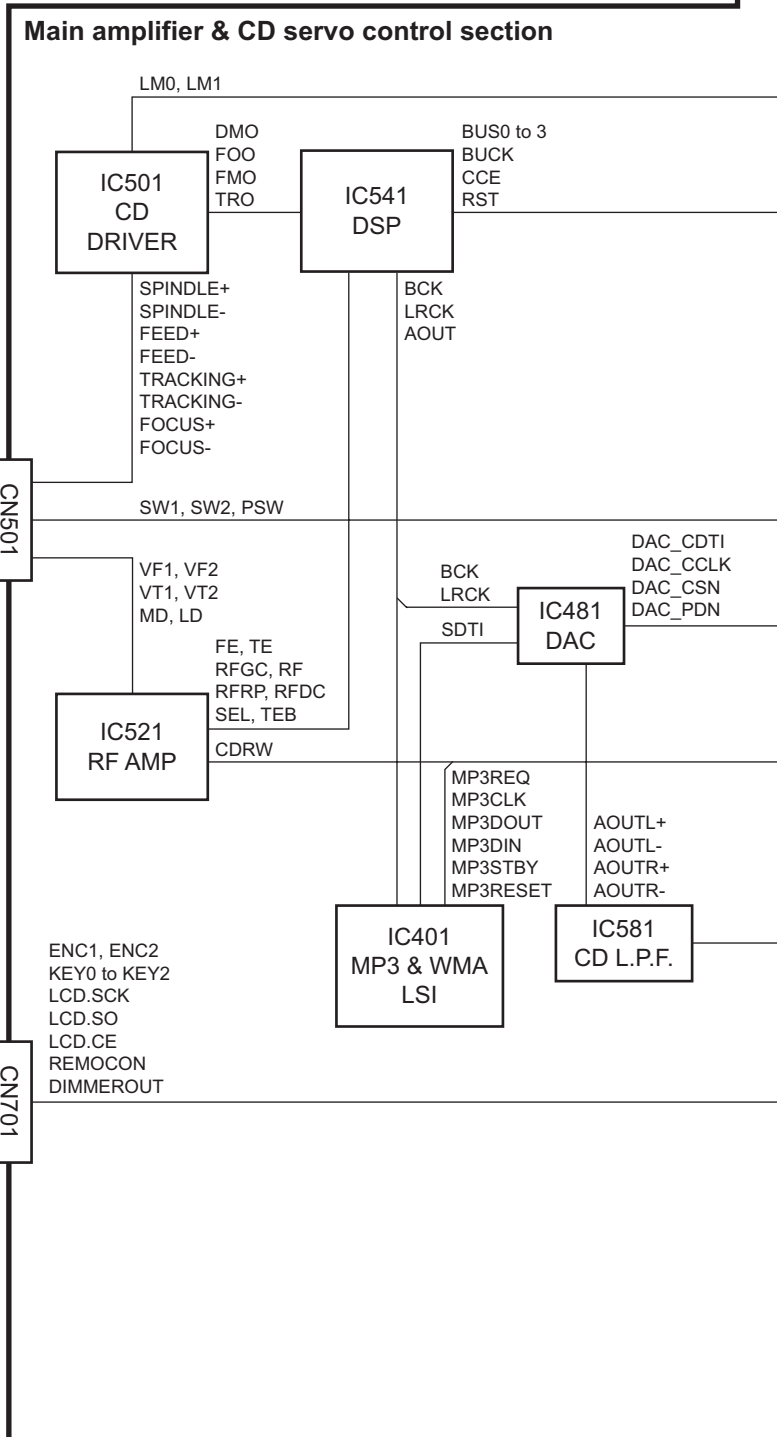 Main amplifier & CD servo control section
LM0, LM1
DMO
FOO
FMO
TRO
BUS0 to 3
BUCK
CCE
RST
IC501
CD
DRIVER
IC541
DSP
SPINDLE+
SPINDLE-
FEED+
FEED-
TRACKING+
TRACKING-
FOCUS+
FOCUS-
BCK
LRCK
AOUT
CN501
SW1, SW2, PSW
VF1, VF2
VT1, VT2
MD, LD
BCK
LRCK
SDTI
IC481
DAC
DAC_CDTI
DAC_CCLK
DAC_CSN
DAC_PDN
FE, TE
RFGC, RF
RFRP, RFDC
SEL, TEB
IC521
RF AMP
CDRW
MP3REQ
MP3CLK
MP3DOUT
MP3DIN
MP3STBY
MP3RESET
AOUTL+
AOUTL-
AOUTR+
AOUTR-
IC401
MP3 & WMA
LSI
IC581
CD L.P.F.
ENC1, ENC2
KEY0 to KEY2
LCD.SCK
LCD.SO
LCD.CE
REMOCON
DIMMEROUT
CN701